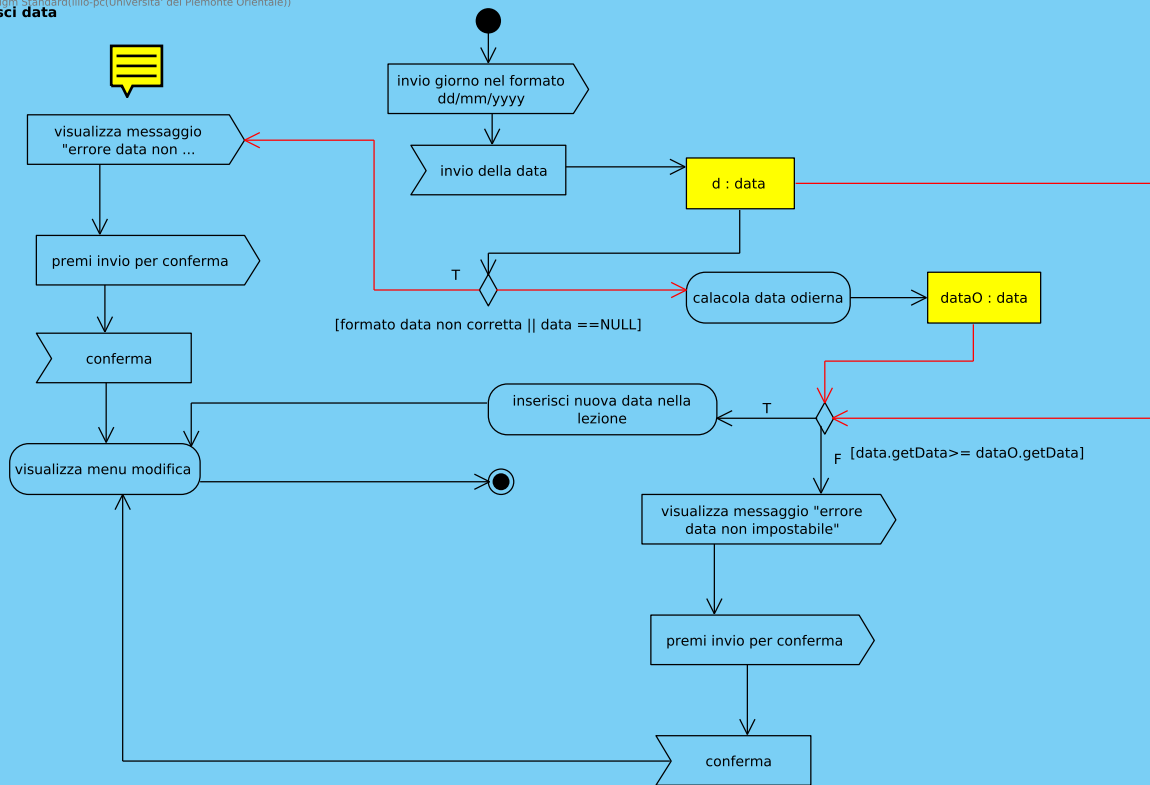 sci data
invio giorno nel formato
dd/mm/yyyy
visualizza messaggio
"errore data non ...
invio della data
d : data
premi invio per conferma
T
calacola data odierna
dataO : data
[formato data non corretta || data ==NULL]
conferma
inserisci nuova data nella
lezione
T
F
[data.getData>= dataO.getData]
visualizza menu modifica
visualizza messaggio "errore
data non impostabile"
premi invio per conferma
conferma